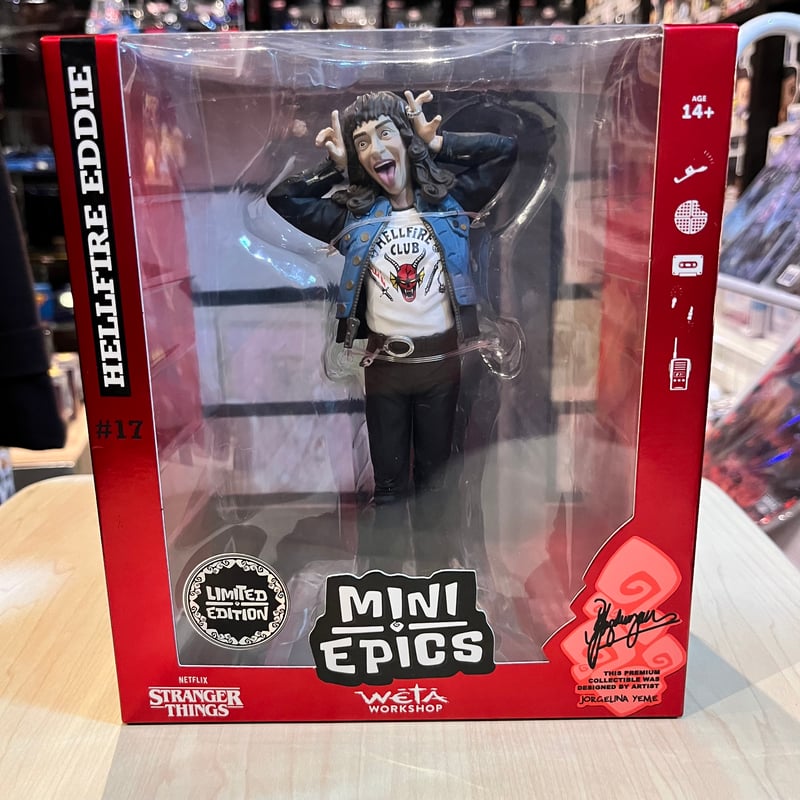 HELLFIRE EDDIE
#17
AGE
14+
HELLFIRE
CLUB
LIMITED
EDITION
MINI
EPICS
NETFLIX
STRANGER
THINGS
WĒTĀ
WORKSHOP
THIS PREMIUM
COLLECTIBLE WAS
DESIGNED BY ARTIST
JORGELINA YEME